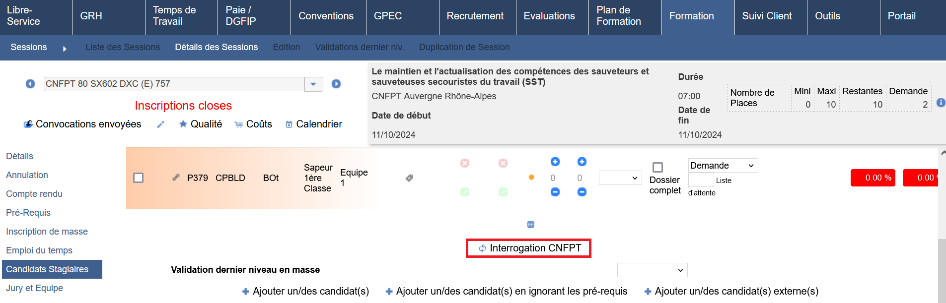 Libre-
Service
GRH
Temps de
Travail
Paie /
DGFIP
Conventions
GPEC
Recrutement
Evaluations
Plan de
Formation
Formation
Suivi Client
Outils
Portail
Sessions
Liste des Sessions
Détails des Sessions
Edition
Validations dernier niv.
Duplication de Session
CNFPT 80 SX602 DXC (E) 757
Inscriptions closes
Convocations envoyées
Qualité
Coûts
Calendrier
Le maintien et l'actualisation des compétences des sauveteurs et
sauveteuses secouristes du travail (SST)
CNFPT Auvergne Rhône-Alpes
Date de début
11/10/2024
Durée
07:00
Date de
fin
11/10/2024
Nombre de
Places
Mini Maxi Restantes Demande
0 10 10 2
Détails
Annulation
Compte rendu
Pré-Requis
Inscription de masse
Emploi du temps
Candidats Stagiaires
Jury et Equipe
P379 CPBLD BOt
Sapeur
1ère
Classe
Equipe
1
0 0
Dossier
complet
Demande
Liste
d'attente
0.00 %
0.00 %
Interrogation CNFPT
Validation dernier niveau en masse
Ajouter un/des candidat(s)
Ajouter un/des candidat(s) en ignorant les pré-requis
Ajouter un/des candidat(s) externe(s)